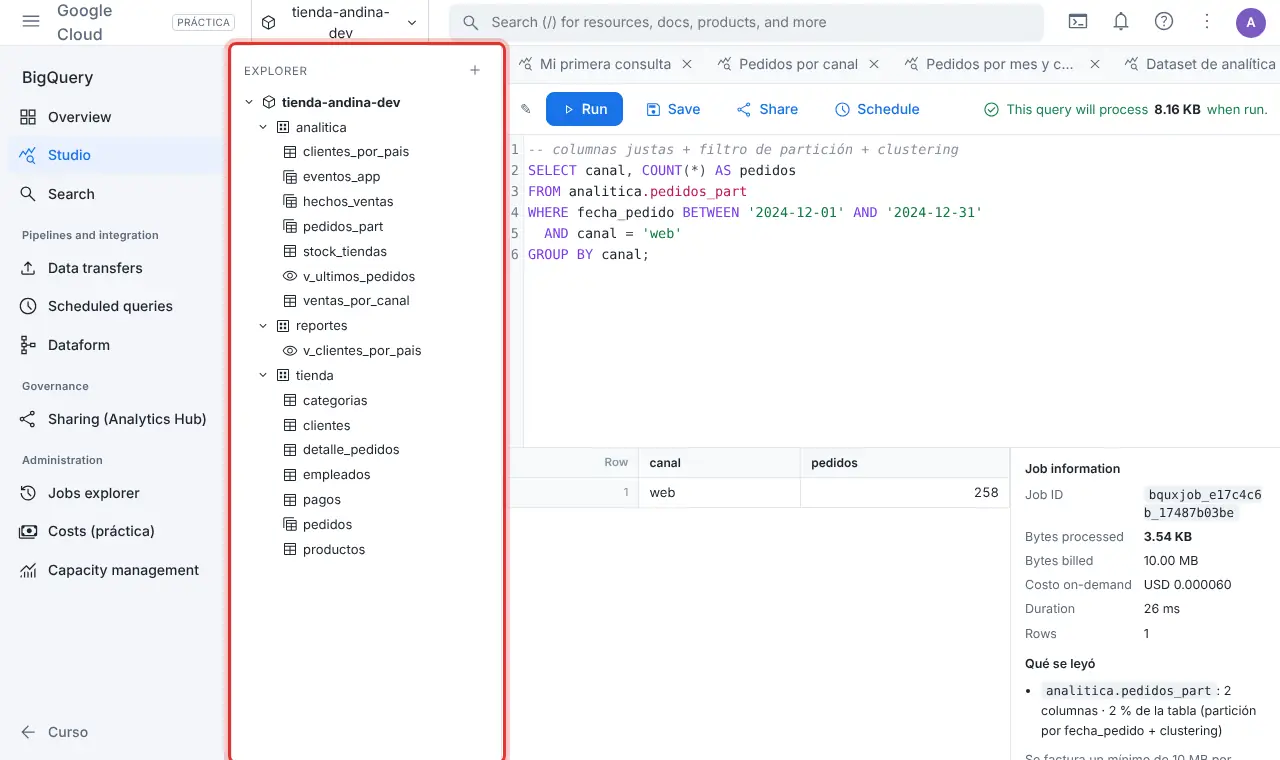 Google Cloud
PRÁCTICA
tienda-andina-dev
Search (/) for resources, docs, products, and more
A
BigQuery
Overview
Studio
Search
Pipelines and integration
Data transfers
Scheduled queries
Dataform
Governance
Sharing (Analytics Hub)
Administration
Jobs explorer
Costs (práctica)
Capacity management
Curso
EXPLORER
tienda-andina-dev
analitica
clientes_por_pais
eventos_app
hechos_ventas
pedidos_part
stock_tiendas
v_ultimos_pedidos
ventas_por_canal
reportes
v_clientes_por_pais
tienda
categorias
clientes
detalle_pedidos
empleados
pagos
pedidos
productos
Mi primera consulta
Pedidos por canal
Pedidos por mes y c...
Dataset de analítica
Run
Save
Share
Schedule
This query will process 8.16 KB when run.
1 -- columnas justas + filtro de partición + clustering
2 SELECT canal, COUNT(*) AS pedidos
3 FROM analitica.pedidos_part
4 WHERE fecha_pedido BETWEEN '2024-12-01' AND '2024-12-31'
5 AND canal = 'web'
6 GROUP BY canal;
Row canal pedidos
1 web 258
Job information
Job ID bquxjob_e17c4c6
b_17487b03be
Bytes processed 3.54 KB
Bytes billed 10.00 MB
Costo on-demand USD 0.000060
Duration 26 ms
Rows 1
Qué se leyó
• analitica.pedidos_part : 2
columnas · 2 % de la tabla (partición
por fecha_pedido + clustering)
Se factura un mínimo de 10 MB por